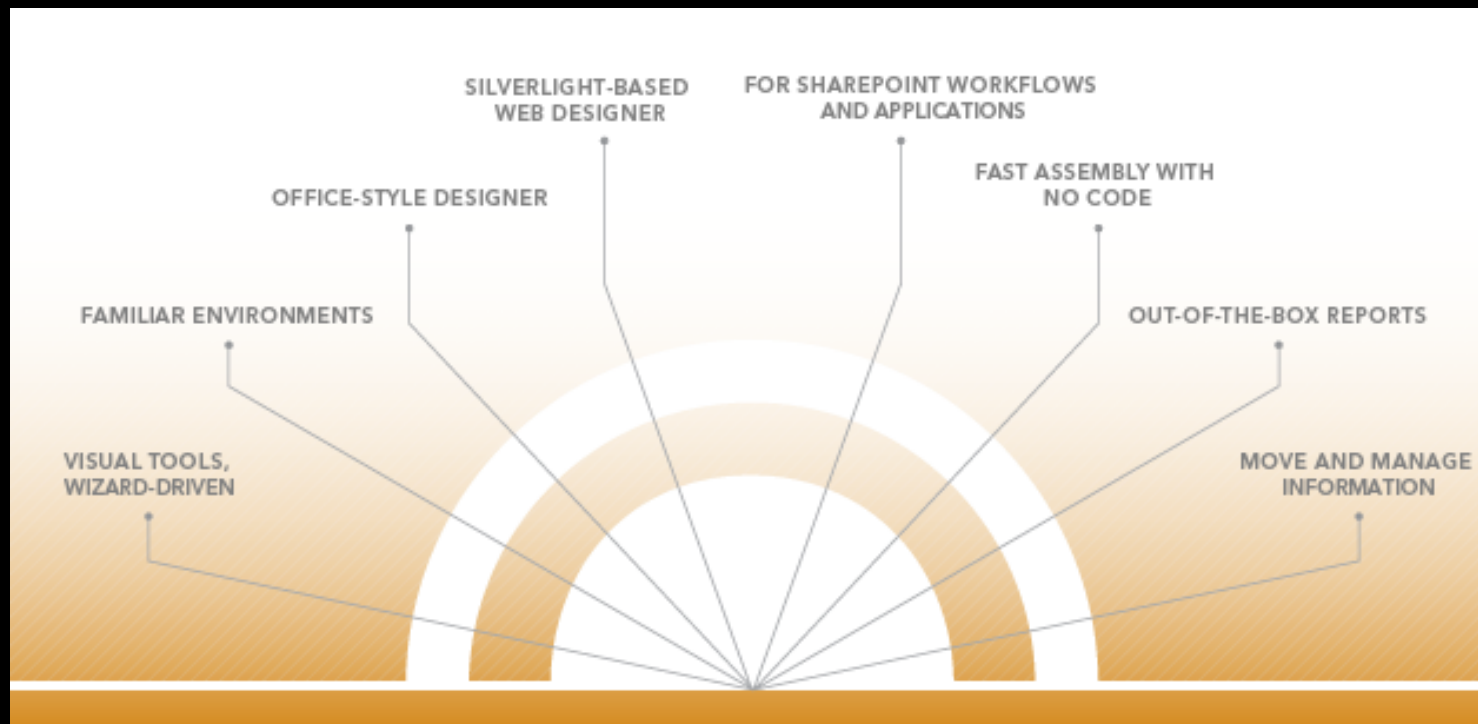 SILVERLIGHT-BASED
WEB DESIGNER
FOR SHAREPOINT WORKFLOWS
AND APPLICATIONS
OFFICE-STYLE DESIGNER
FAST ASSEMBLY WITH
NO CODE
FAMILIAR ENVIRONMENTS
OUT-OF-THE-BOX REPORTS
VISUAL TOOLS,
WIZARD-DRIVEN
MOVE AND MANAGE
INFORMATION